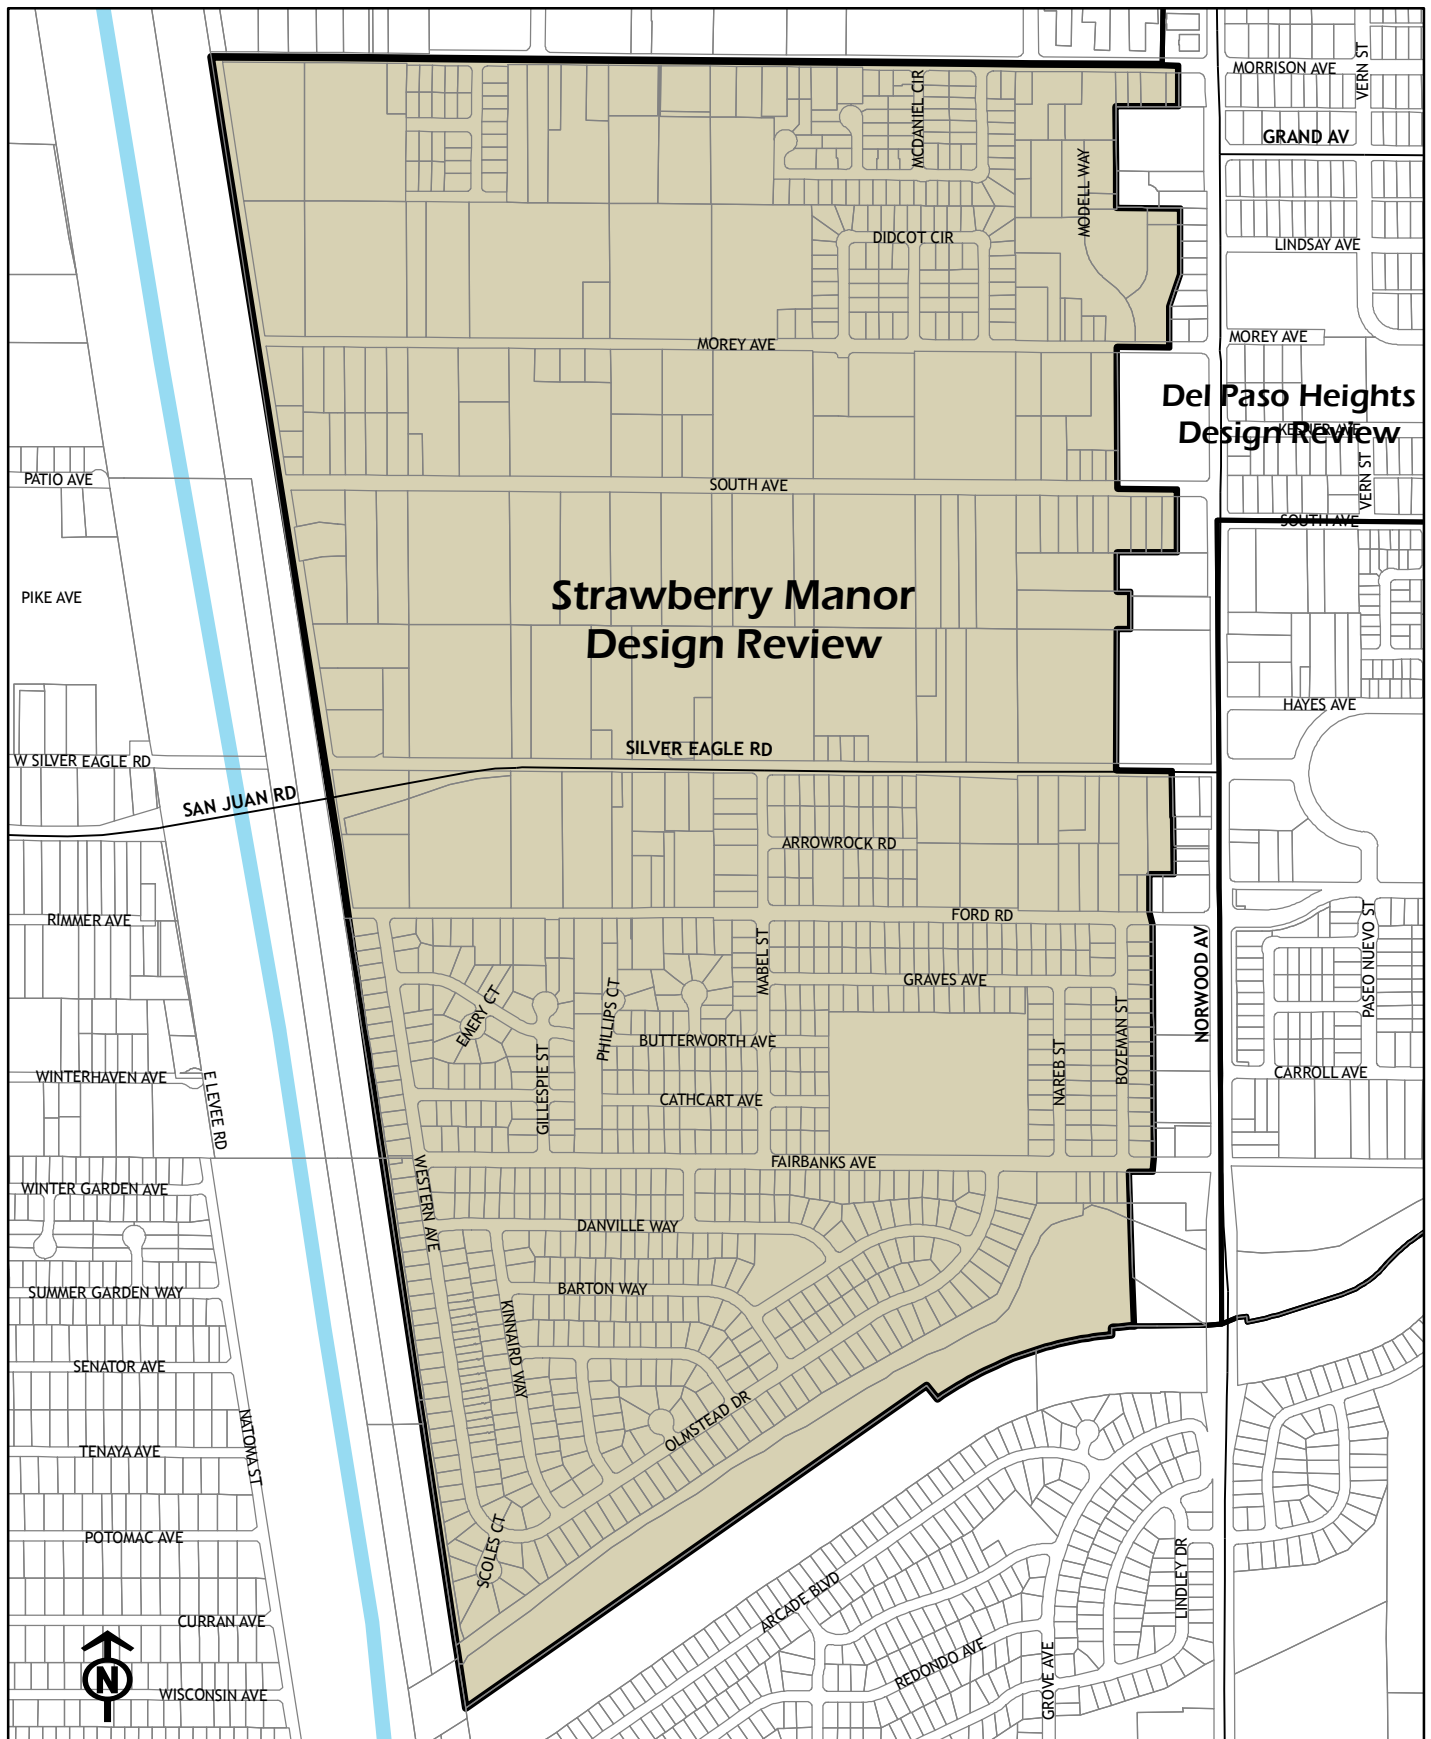 MORRISON AVE
VERN ST
GRAND AV
MCDANIEL CIR
MODELL WAY
DIDCOT CIR
LINDSAY AVE
MOREY AVE
MOREY AVE
Del Paso Heights
Design Review
KESNER AVE
VERN ST
PATIO AVE
SOUTH AVE
SOUTH AVE
PIKE AVE
Strawberry Manor
Design Review
HAYES AVE
SILVER EAGLE RD
W SILVER EAGLE RD
SAN JUAN RD
ARROWROCK RD
RIMMER AVE
FORD RD
NORWOOD AV
PASEO NUEVO ST
MABEL ST
GRAVES AVE
EMERY CT
PHILLIPS CT
BUTTERWORTH AVE
BOZEMAN ST
NAREB ST
GILLESPIE ST
WINTERHAVEN AVE
E LEVEE RD
CARROLL AVE
CATHCART AVE
FAIRBANKS AVE
WINTER GARDEN AVE
WESTERN AVE
DANVILLE WAY
SUMMER GARDEN WAY
BARTON WAY
KINNAIRD WAY
SENATOR AVE
OLMSTEAD DR
NATOMA ST
TENAYA AVE
POTOMAC AVE
SCOLES CT
LINDLEY DR
ARCADE BLVD
CURRAN AVE
REDONDO AVE
GROVE AVE
N
WISCONSIN AVE